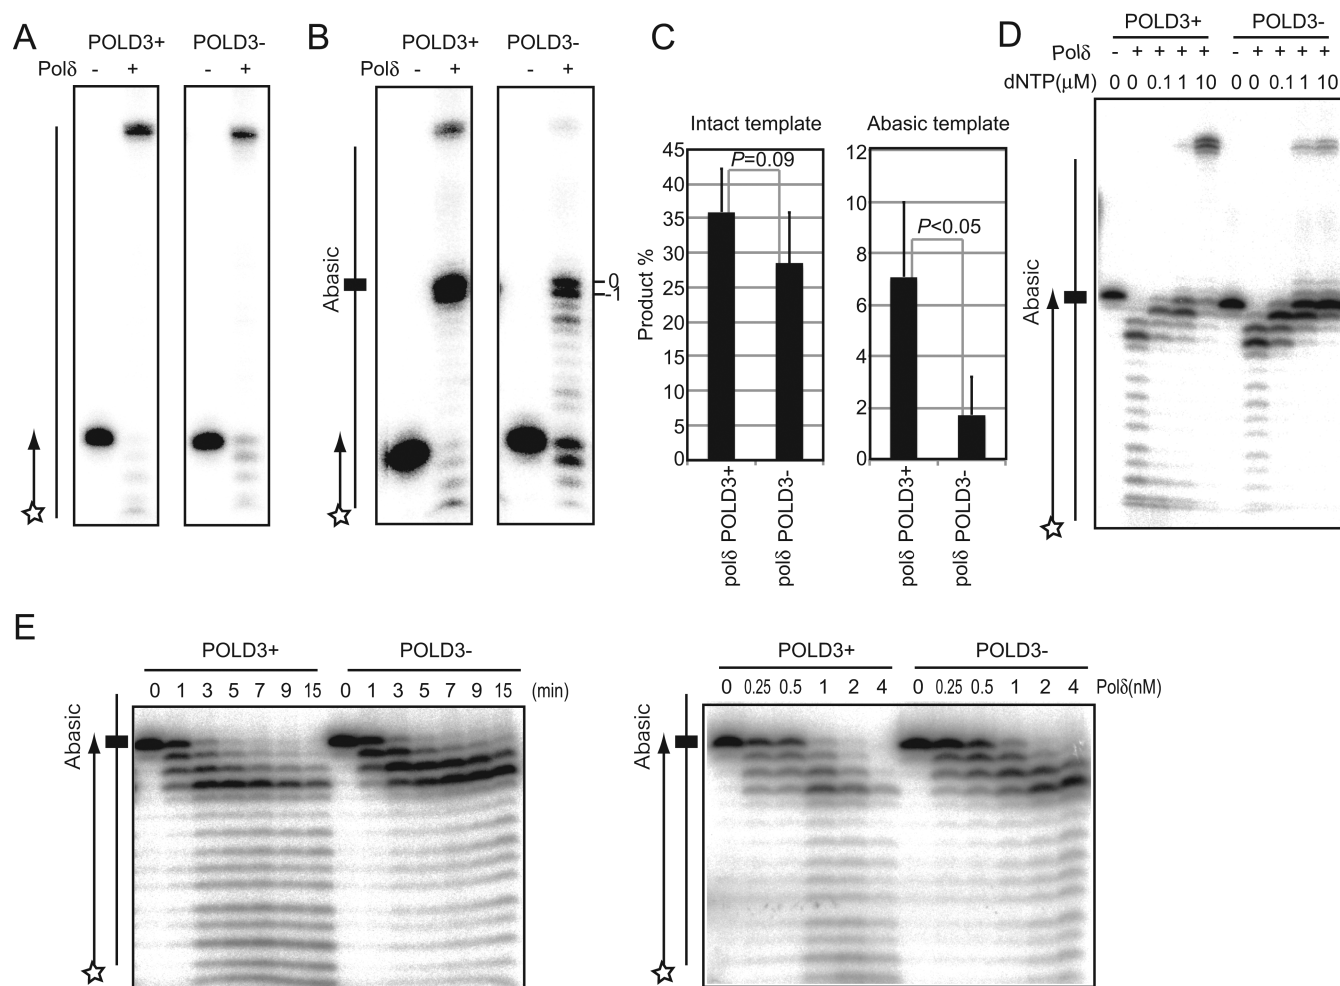 A
POLD3+ POLD3-
Polδ - + - +
B
POLD3+ POLD3-
- + - +
Abasic
0
-1
C
Intact template Abasic template
P=0.09
P<0.05
Product %
45
40
35
30
25
20
15
10
5
0
12
10
8
6
4
2
0
polδ POLD3+
polδ POLD3-
polδ POLD3+
polδ POLD3-
D
POLD3+ POLD3-
Polδ - + + + + - + + + +
dNTP(μM) 0 0 0.1 1 10 0 0 0.1 1 10
Abasic
E
POLD3+ POLD3-
0 1 3 5 7 9 15 0 1 3 5 7 9 15 (min)
Abasic
POLD3+ POLD3-
0 0.25 0.5 1 2 4 0 0.25 0.5 1 2 4 Polδ(nM)
Abasic